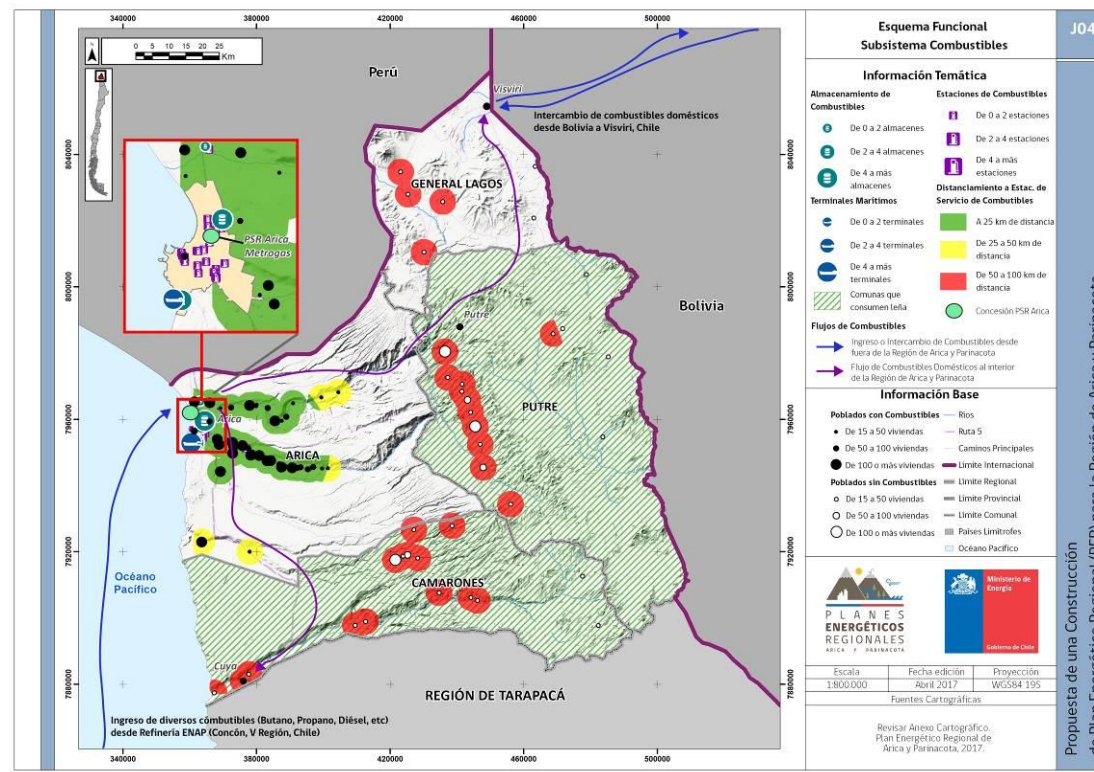 340000
380000
420000
460000
500000
0 5 10 15 20 25
Km
Perú
Visviri
Intercambio de combustibles domésticos
desde Bolivia a Visviri, Chile
8040000
8040000
GENERAL LAGOS
PSR Arica
Metrogas
8000000
8000000
Bolivia
Putre
PUTRE
7960000
7960000
Arica
ARICA
7920000
7920000
Océano
Pacífico
CAMARONES
Cuya
7880000
7880000
REGIÓN DE TARAPACÁ
Ingreso de diversos cómbutibles (Butano, Propano, Diésel, etc)
desde Refinería ENAP (Concón, V Región, Chile)
340000
380000
420000
460000
500000
Esquema Funcional
Subsistema Combustibles
J04
Información Temática
Almacenamiento de
Combustibles
De 0 a 2 almacenes
De 2 a 4 almacenes
De 4 a más
almacenes
Terminales Marítimos
De 0 a 2 terminales
De 2 a 4 terminales
De 4 a más
terminales
Comunas que
consumen leña
Estaciones de Combustibles
De 0 a 2 estaciones
De 2 a 4 estaciones
De 4 a más
estaciones
Distanciamiento a Estac. de
Servicio de Combustibles
A 25 km de distancia
De 25 a 50 km de
distancia
De 50 a 100 km de
distancia
Concesión PSR Arica
Flujos de Combustibles
Ingreso o Intercambio de Combustibles desde
fuera de la Región de Arica y Parinacota
Flujo de Combustibles Domésticos al interior
de la Región de Arica y Parinacota
Información Base
Poblados con Combustibles
De 15 a 50 viviendas
De 50 a 100 viviendas
De 100 o más viviendas
Poblados sin Combustibles
De 15 a 50 viviendas
De 50 a 100 viviendas
De 100 o más viviendas
Ríos
Ruta 5
Caminos Principales
Límite Internacional
Límite Regional
Límite Provincial
Límite Comunal
Países Limítrofes
Océano Pacífico
PLANES
ENERGÉTICOS
REGIONALES
ARICA Y PARINACOTA
Ministerio de
Energía
Gobierno de Chile
Escala
1:800.000
Fecha edición
Abril 2017
Proyección
WGS84 19S
Fuentes Cartográficas
Revisar Anexo Cartográfico.
Plan Energético Regional de
Arica y Parinacota, 2017.
Propuesta de una Construcción